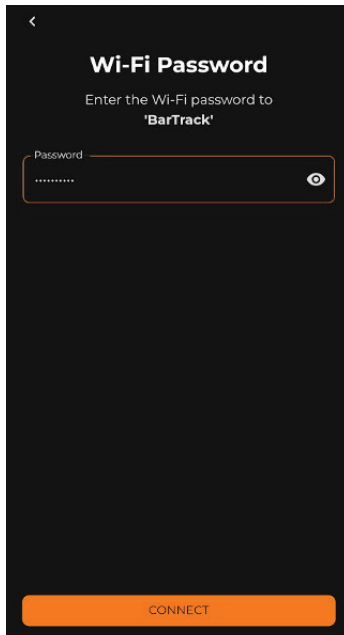 Wi-Fi Password
Enter the Wi-Fi password to
'BarTrack'
Password
··········
CONNECT